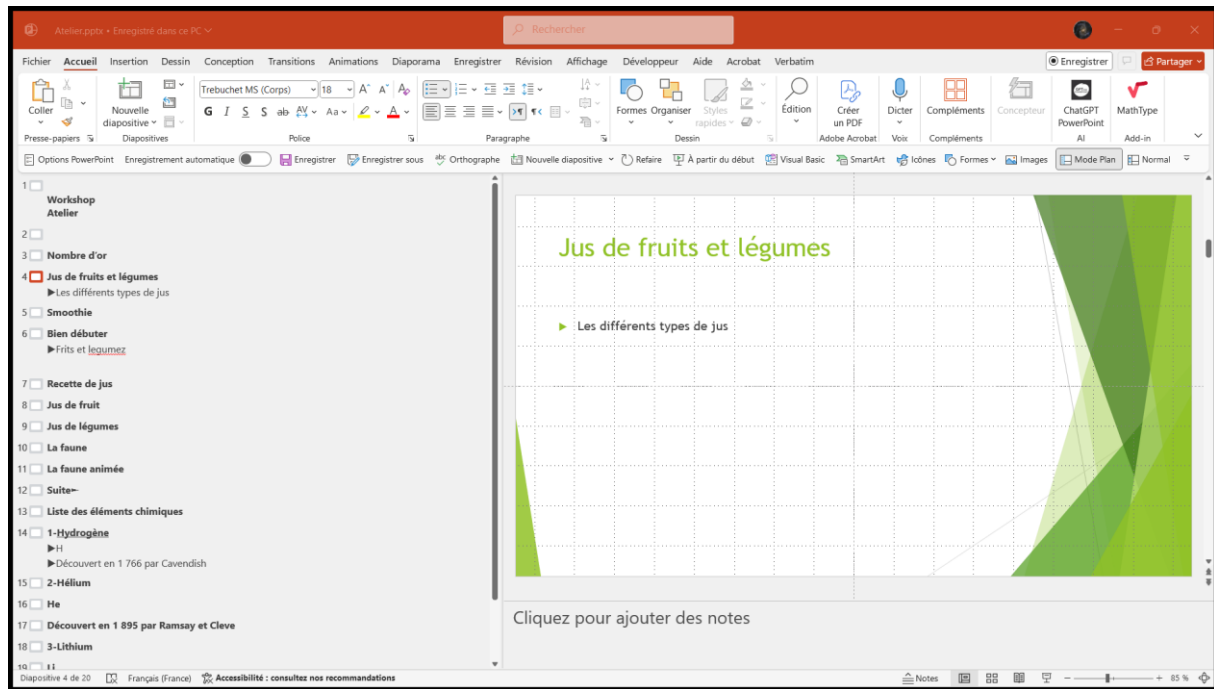 Atelier.pptx • Enregistré dans ce PC
Rechercher
Fichier Accueil Insertion Dessin Conception Transitions Animations Diaporama Enregistrer Révision Affichage Développeur Aide Acrobat Verbatim
Enregistrer
Partager
Coller
Nouvelle diapositive
Trebuchet MS (Corps) 18
G I S S ab AV Aa A
Formes Organiser Styles rapides
Édition
Créer un PDF
Dicter
Compléments
Concepteur
ChatGPT PowerPoint
MathType
Presse-papiers Diapositives Police Paragraphe Dessin Adobe Acrobat Voix Compléments AI Add-in
Options PowerPoint Enregistrement automatique Enregistrer Enregistrer sous Orthographe Nouvelle diapositive Refaire À partir du début Visual Basic SmartArt Icônes Formes Images Mode Plan Normal
1
Workshop
Atelier
2
3 Nombre d'or
4 Jus de fruits et légumes
▶Les différents types de jus
5 Smoothie
6 Bien débuter
▶Frits et legumez
7 Recette de jus
8 Jus de fruit
9 Jus de légumes
10 La faune
11 La faune animée
12 Suite
13 Liste des éléments chimiques
14 1-Hydrogène
▶H
▶Découvert en 1 766 par Cavendish
15 2-Hélium
16 He
17 Découvert en 1 895 par Ramsay et Cleve
18 3-Lithium
19 Li
Jus de fruits et légumes
▶ Les différents types de jus
Cliquez pour ajouter des notes
Diapositive 4 de 20 Français (France) Accessibilité : consultez nos recommandations Notes 85 %